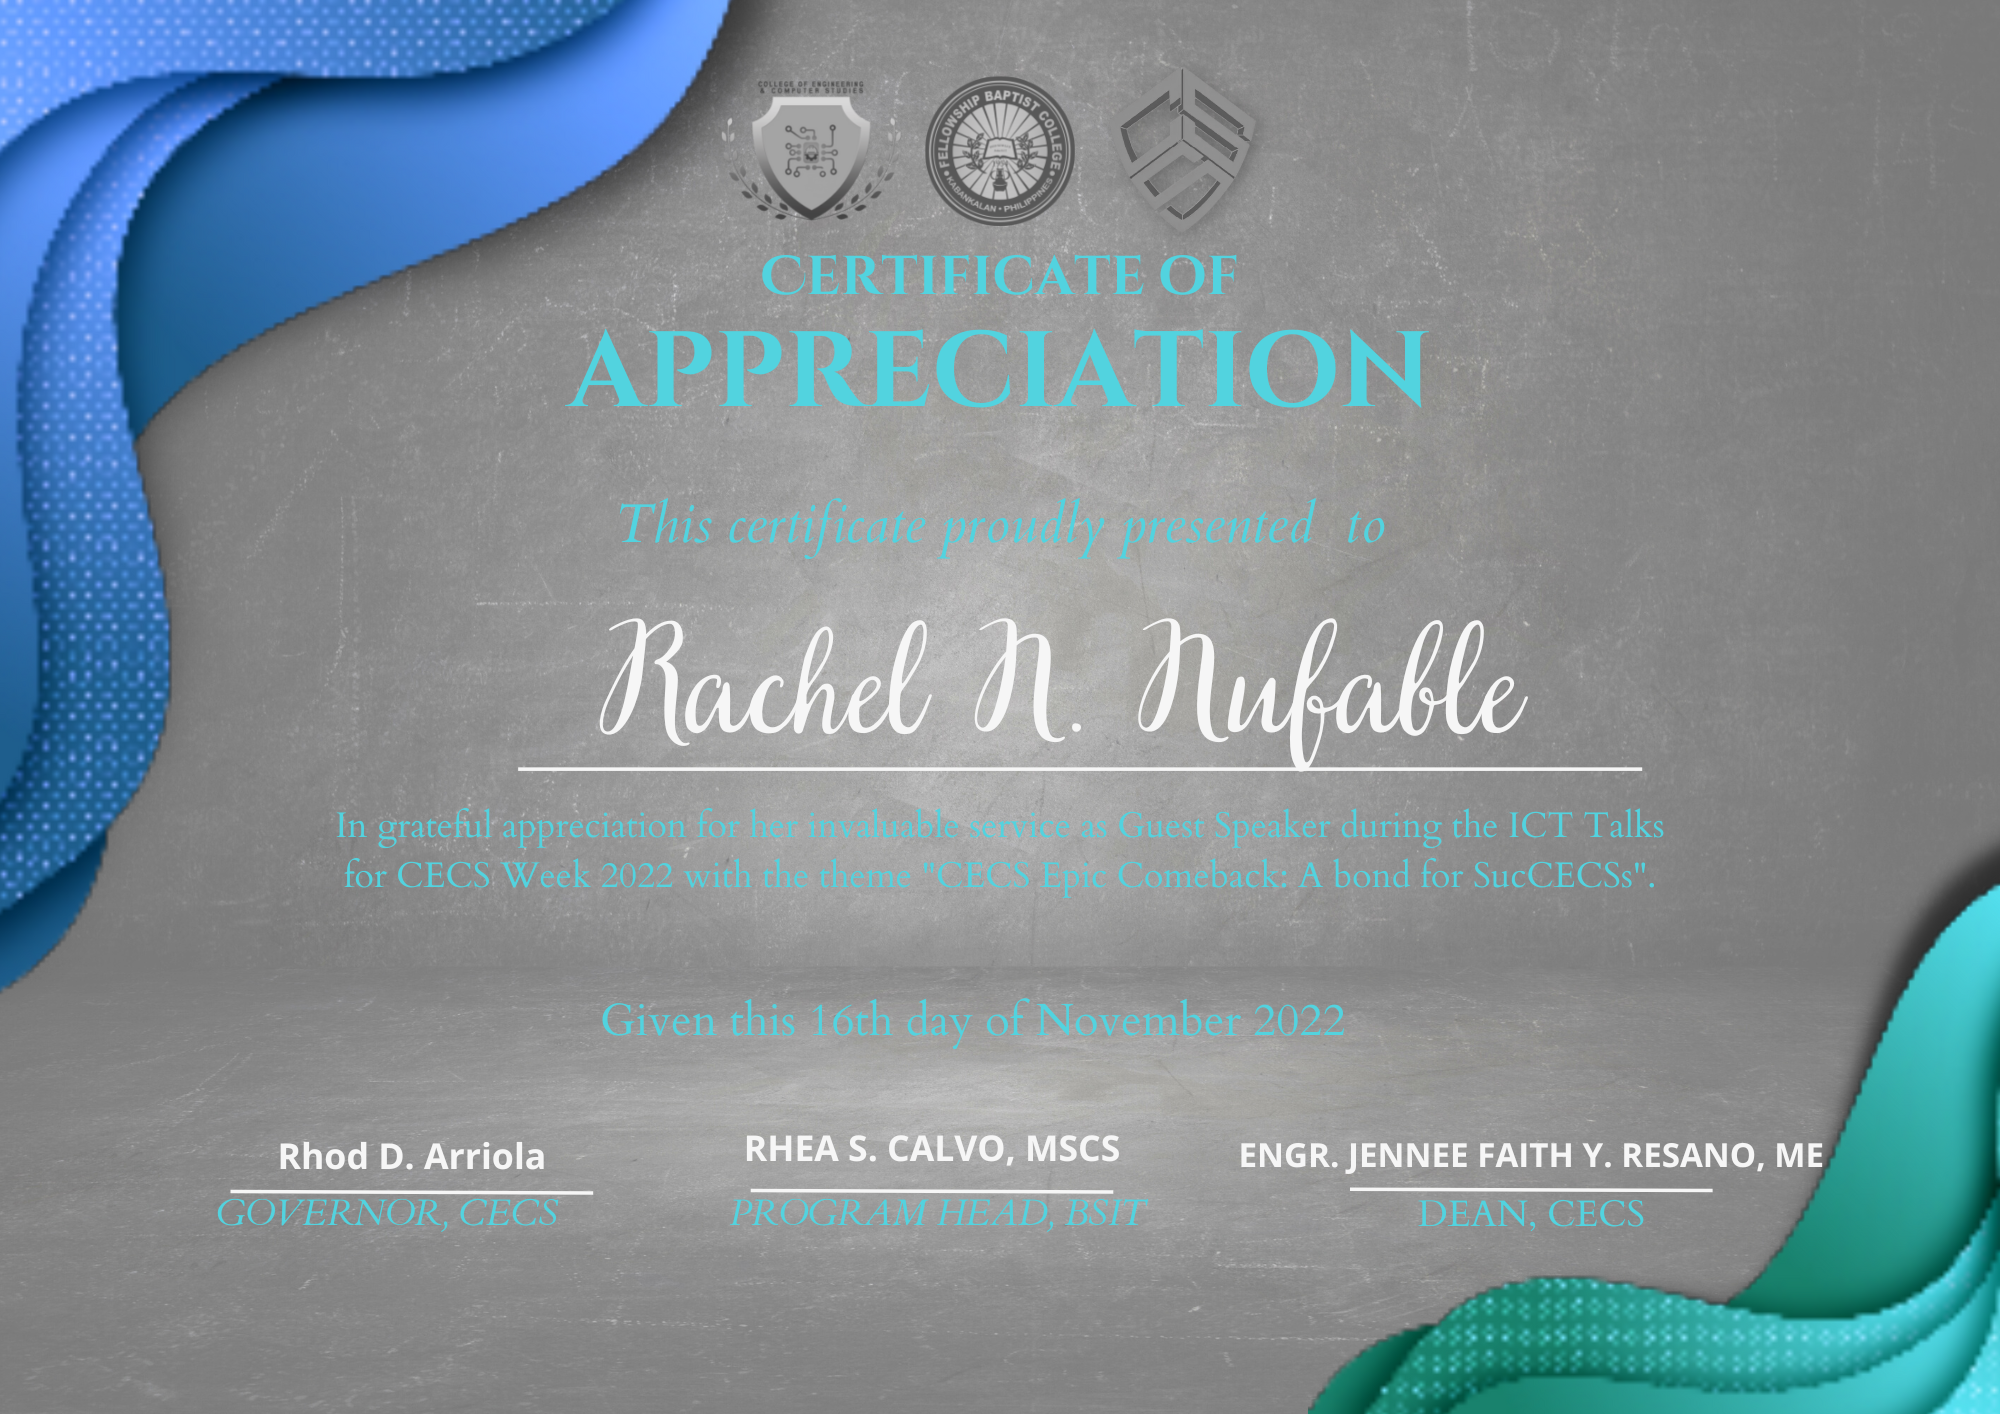 COLLEGE OF ENGINEERING
& COMPUTER STUDIES
FELLOWSHIP BAPTIST COLLEGE
KABANKALAN • PHILIPPINES
CERTIFICATE OF
APPRECIATION
This certificate proudly presented to
Rachel N. Nufable
In grateful appreciation for her invaluable service as Guest Speaker during the ICT Talks
for CECS Week 2022 with the theme "CECS Epic Comeback: A bond for SucCECSs".
Given this 16th day of November 2022
Rhod D. Arriola
GOVERNOR, CECS
RHEA S. CALVO, MSCS
PROGRAM HEAD, BSIT
ENGR. JENNEE FAITH Y. RESANO, ME
DEAN, CECS